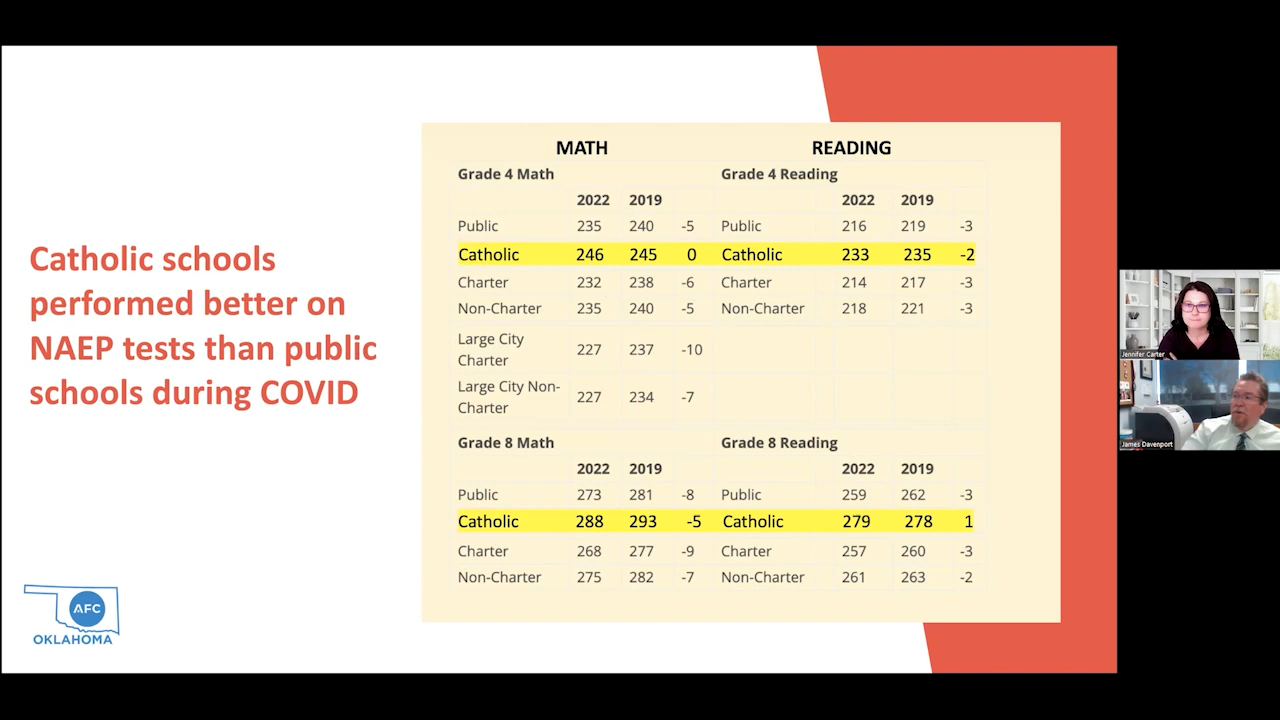 Catholic schools
performed better on
NAEP tests than public
schools during COVID
AFC
OKLAHOMA
MATH READING
Grade 4 Math Grade 4 Reading
2022 2019 2022 2019
Public 235 240 -5 Public 216 219 -3
Catholic 246 245 0 Catholic 233 235 -2
Charter 232 238 -6 Charter 214 217 -3
Non-Charter 235 240 -5 Non-Charter 218 221 -3
Large City
Charter 227 237 -10
Large City Non-
Charter 227 234 -7
Grade 8 Math Grade 8 Reading
2022 2019 2022 2019
Public 273 281 -8 Public 259 262 -3
Catholic 288 293 -5 Catholic 279 278 1
Charter 268 277 -9 Charter 257 260 -3
Non-Charter 275 282 -7 Non-Charter 261 263 -2
Jennifer Carter
James Davenport